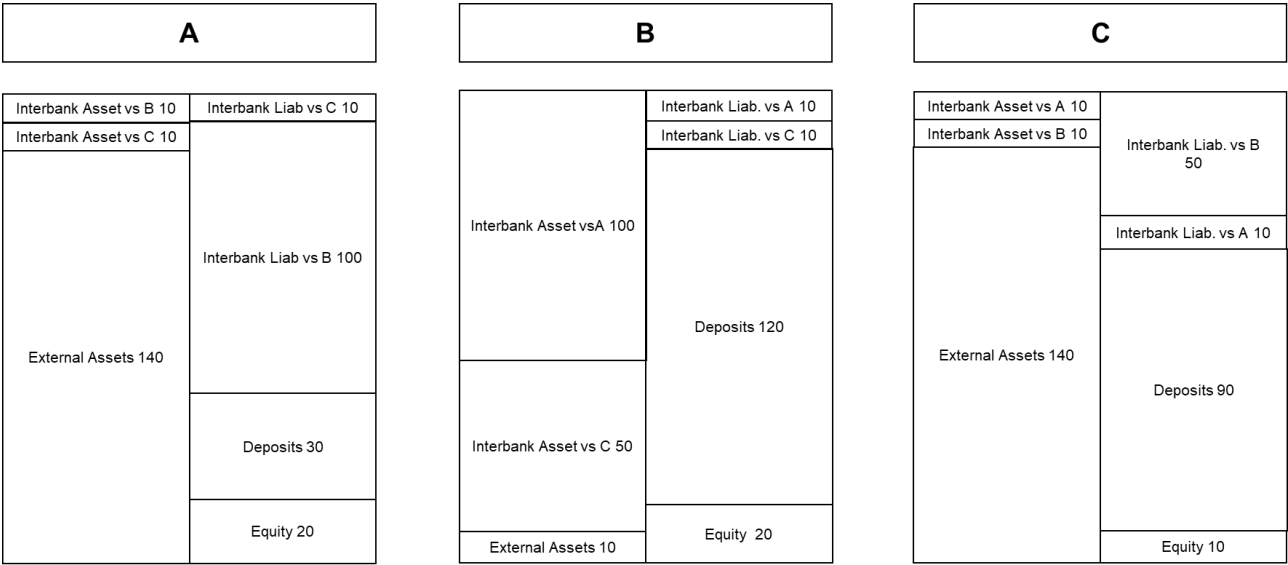 A
Interbank Asset vs B 10
Interbank Liab vs C 10
Interbank Asset vs C 10
Interbank Liab vs B 100
External Assets 140
Deposits 30
Equity 20
B
Interbank Asset vsA 100
Interbank Liab. vs A 10
Interbank Liab. vs C 10
Deposits 120
Interbank Asset vs C 50
Equity 20
External Assets 10
C
Interbank Asset vs A 10
Interbank Asset vs B 10
Interbank Liab. vs B
50
Interbank Liab. vs A 10
External Assets 140
Deposits 90
Equity 10